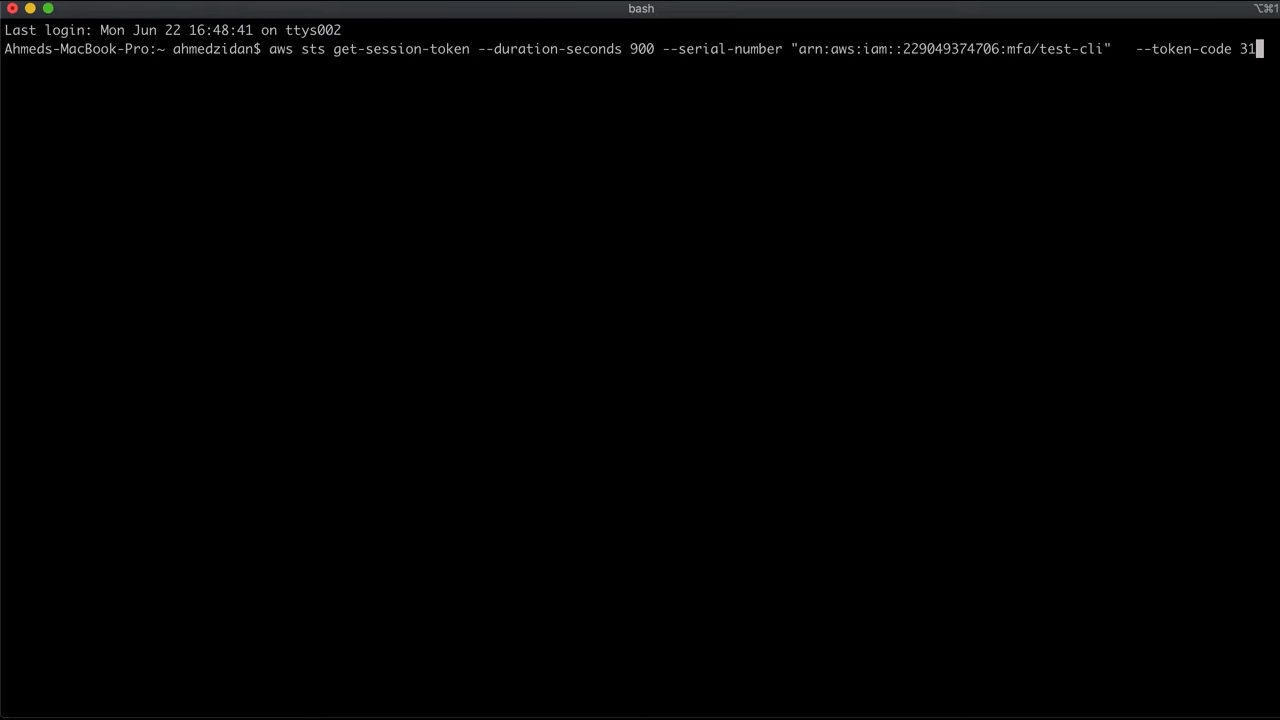 bash
⌥⌘1
Last login: Mon Jun 22 16:48:41 on ttys002
Ahmeds-MacBook-Pro:~ ahmedzidan$ aws sts get-session-token --duration-seconds 900 --serial-number "arn:aws:iam::229049374706:mfa/test-cli"   --token-code 31